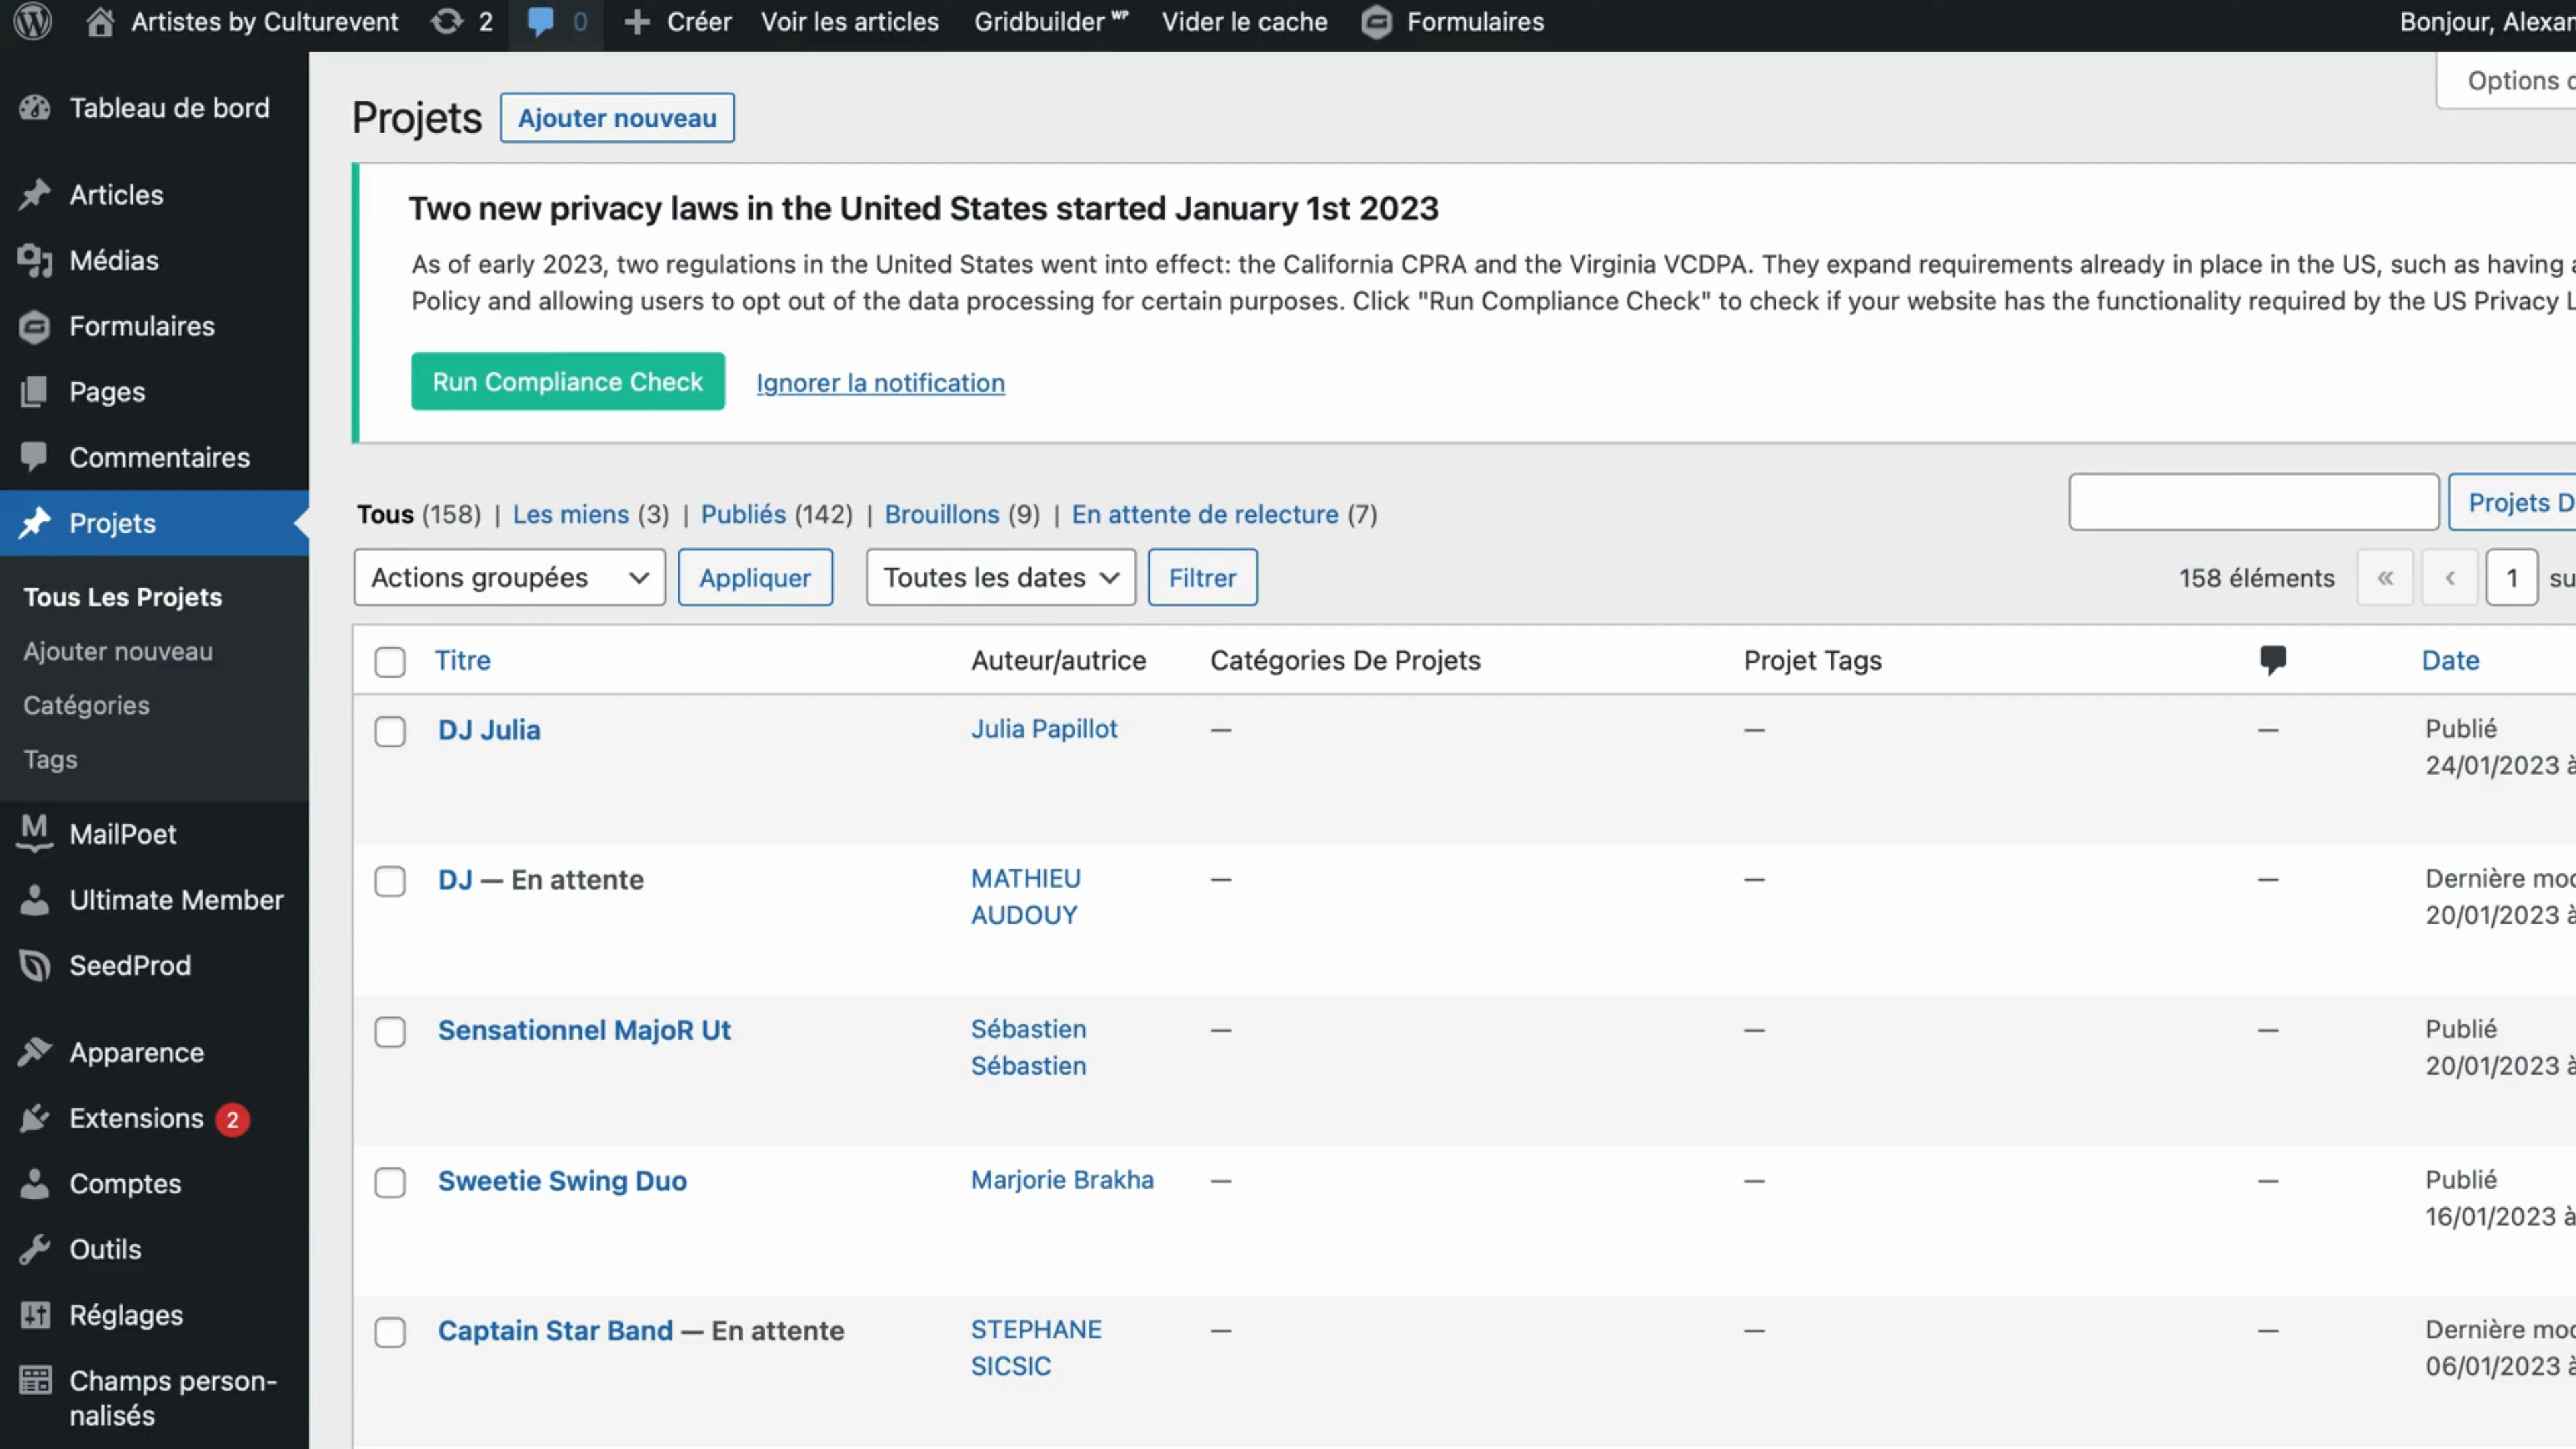 Artistes by Culturevent 2 0 Créer Voir les articles Gridbuilder ᵂᴾ Vider le cache Formulaires Bonjour, Alexan
Options d
Tableau de bord
Articles
Médias
Formulaires
Pages
Commentaires
Projets
Tous Les Projets
Ajouter nouveau
Catégories
Tags
MailPoet
Ultimate Member
SeedProd
Apparence
Extensions 2
Comptes
Outils
Réglages
Champs person-
nalisés
Projets Ajouter nouveau
Two new privacy laws in the United States started January 1st 2023
As of early 2023, two regulations in the United States went into effect: the California CPRA and the Virginia VCDPA. They expand requirements already in place in the US, such as having a
Policy and allowing users to opt out of the data processing for certain purposes. Click "Run Compliance Check" to check if your website has the functionality required by the US Privacy L
Run Compliance Check Ignorer la notification
Tous (158) | Les miens (3) | Publiés (142) | Brouillons (9) | En attente de relecture (7)
Projets D
Actions groupées Appliquer Toutes les dates Filtrer 158 éléments « ‹ 1 su
Titre Auteur/autrice Catégories De Projets Projet Tags Date
DJ Julia Julia Papillot — — — Publié
24/01/2023 à
DJ — En attente MATHIEU — — — Dernière mod
AUDOUY 20/01/2023 à
Sensationnel MajoR Ut Sébastien — — — Publié
Sébastien 20/01/2023 à
Sweetie Swing Duo Marjorie Brakha — — — Publié
16/01/2023 à
Captain Star Band — En attente STEPHANE — — — Dernière mod
SICSIC 06/01/2023 à